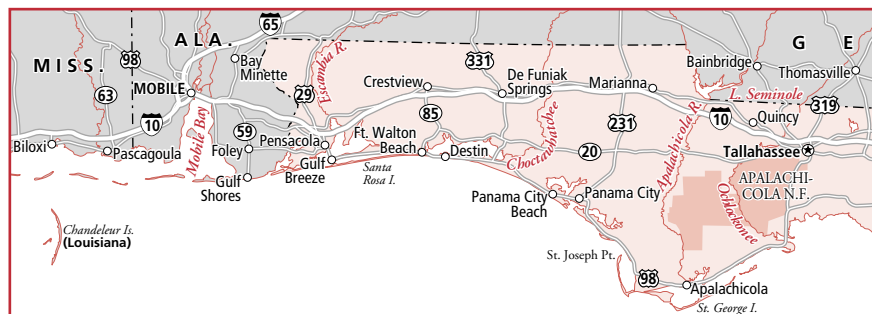 65
A L A.
G E
98
Bay
Minette
331
Bainbridge
M I S S.
Escambia R.
Thomasville
Crestview
De Funiak
Springs
Marianna
L. Seminole
63
MOBILE
29
319
85
231
Apalachicola R.
10
Quincy
10
Mobile Bay
59
Pensacola
Ft. Walton
Beach
Choctawhatchee
20
Tallahassee
Biloxi
Pascagoula
Foley
Destin
Gulf
Breeze
Santa
Rosa I.
APALACHI-
COLA N.F.
Gulf
Shores
Panama City
Beach
Panama City
Ochlockonee
Chandeleur Is.
(Louisiana)
St. Joseph Pt.
98
Apalachicola
St. George I.